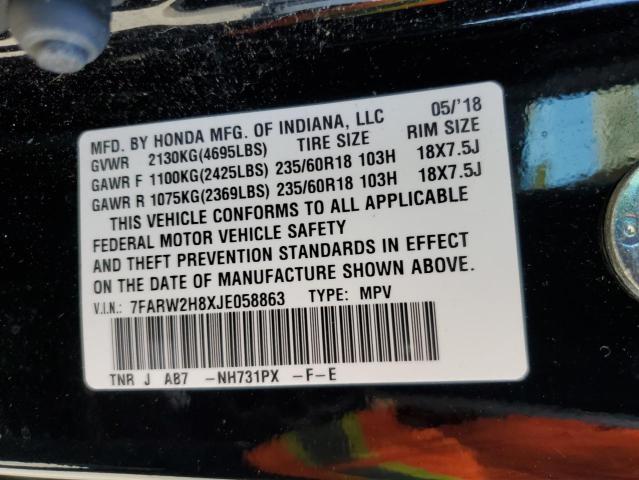 MFD. BY HONDA MFG. OF INDIANA, LLC 05/'18
GVWR 2130KG(4695LBS) TIRE SIZE RIM SIZE
GAWR F 1100KG(2425LBS) 235/60R18 103H 18X7.5J
GAWR R 1075KG(2369LBS) 235/60R18 103H 18X7.5J
THIS VEHICLE CONFORMS TO ALL APPLICABLE
FEDERAL MOTOR VEHICLE SAFETY
AND THEFT PREVENTION STANDARDS IN EFFECT
ON THE DATE OF MANUFACTURE SHOWN ABOVE.
V.I.N.: 7FARW2H8XJE058863 TYPE: MPV
TNR J A87 -NH731PX -F-E